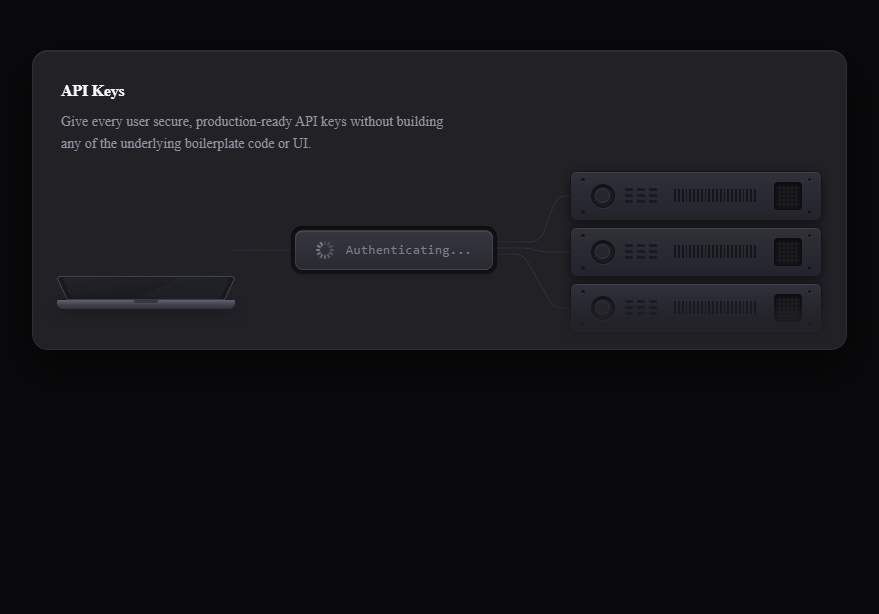 API Keys
Give every user secure, production-ready API keys without building
any of the underlying boilerplate code or UI.
Authenticating...